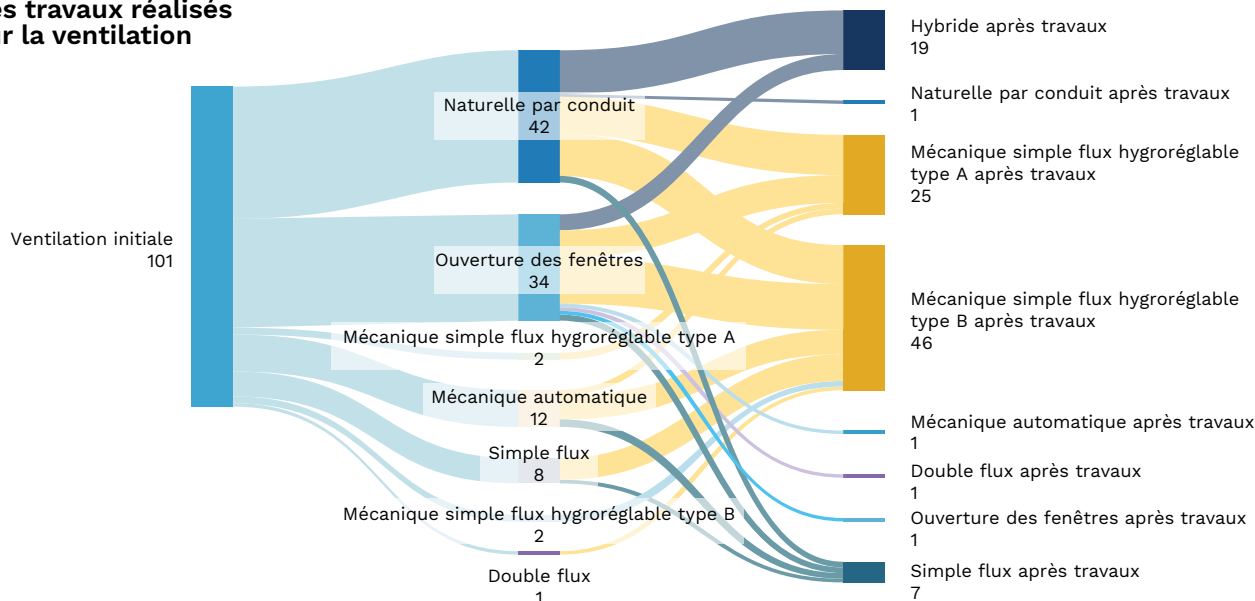 es travaux réalisés
ur la ventilation
Ventilation initiale
101
Naturelle par conduit
42
Ouverture des fenêtres
34
Mécanique simple flux hygroréglable type A
2
Mécanique automatique
12
Simple flux
8
Mécanique simple flux hygroréglable type B
2
Double flux
1
Hybride après travaux
19
Naturelle par conduit après travaux
1
Mécanique simple flux hygroréglable
type A après travaux
25
Mécanique simple flux hygroréglable
type B après travaux
46
Mécanique automatique après travaux
1
Double flux après travaux
1
Ouverture des fenêtres après travaux
1
Simple flux après travaux
7